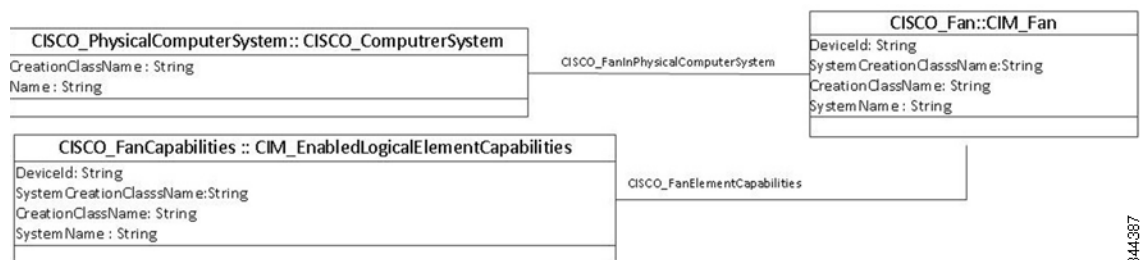 CISCO_PhysicalComputerSystem:: CISCO_ComputrerSystem
CreationClassName : String
Name : String
CISCO_FanInPhysicalComputerSystem
CISCO_Fan::CIM_Fan
DeviceId: String
SystemCreationClasssName:String
CreationClassName: String
SystemName : String
CISCO_FanCapabilities :: CIM_EnabledLogicalElementCapabilities
DeviceId: String
SystemCreationClasssName:String
CreationClassName: String
SystemName : String
CISCO_FanElementCapabilities
344387